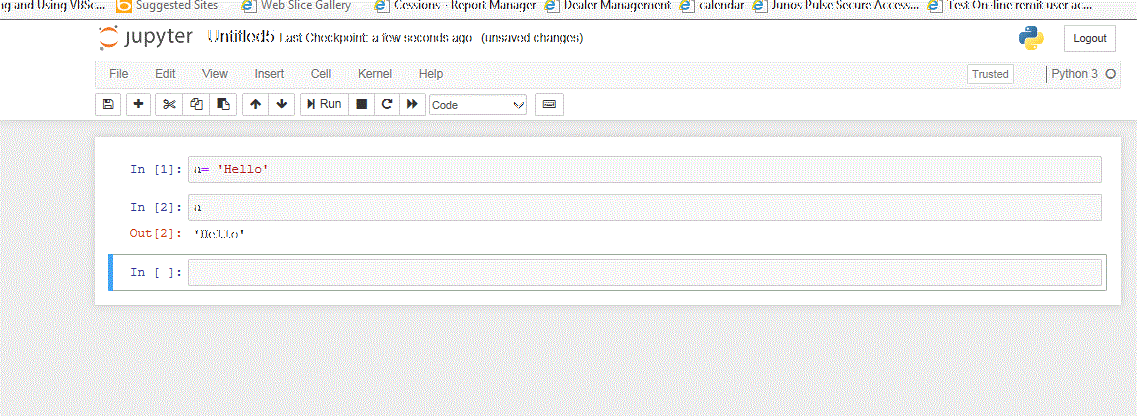 ng and Using VBSc... Suggested Sites Web Slice Gallery Cessions - Report Manager Dealer Management calendar Junos Pulse Secure Access... Test On-line remit user ac...
jupyter Untitled5 Last Checkpoint: a few seconds ago (unsaved changes) Logout
File Edit View Insert Cell Kernel Help Trusted Python 3
Run Code
In [1]: n= 'Hello'
In [2]: n
Out[2]: 'Hello'
In [ ]: